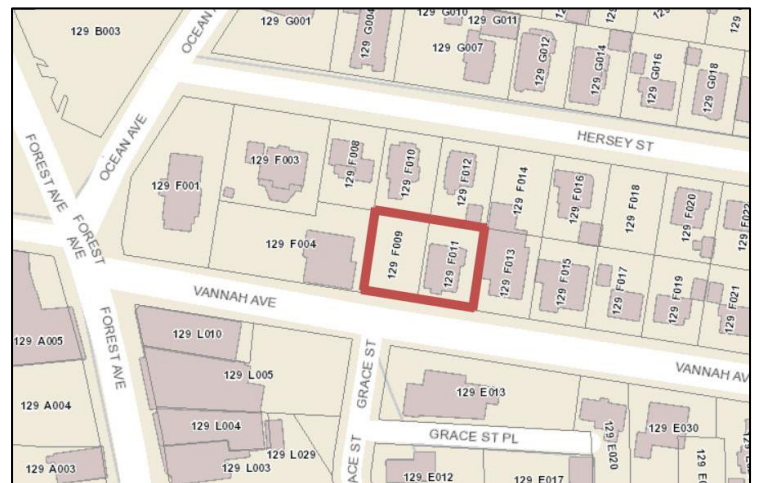 129 B003
OCEAN
129 G001
129 G004
129 G010
129 G011
129
129
129
129 G007
129 G012
129 G014
129 G016
129 G018
HERSEY ST
OCEAN AVE
FOREST AVE
FOREST AVE
129 F001
129 F003
129 F008
129 F010
129 F012
129 F014
129 F016
129 F018
129 F020
129 F022
129 F004
129 F009
129 F011
129 F013
129 F015
129 F017
129 F019
129 F021
VANNAH AVE
VANNAH AV
FOREST AVE
129 A005
129 L010
129 L005
129 A004
129 L004
129 L029
129 L003
129 A003
GRACE ST
ACE ST
GRACE ST PL
129 E013
129 E020
129 E030
129 E012
129 E017